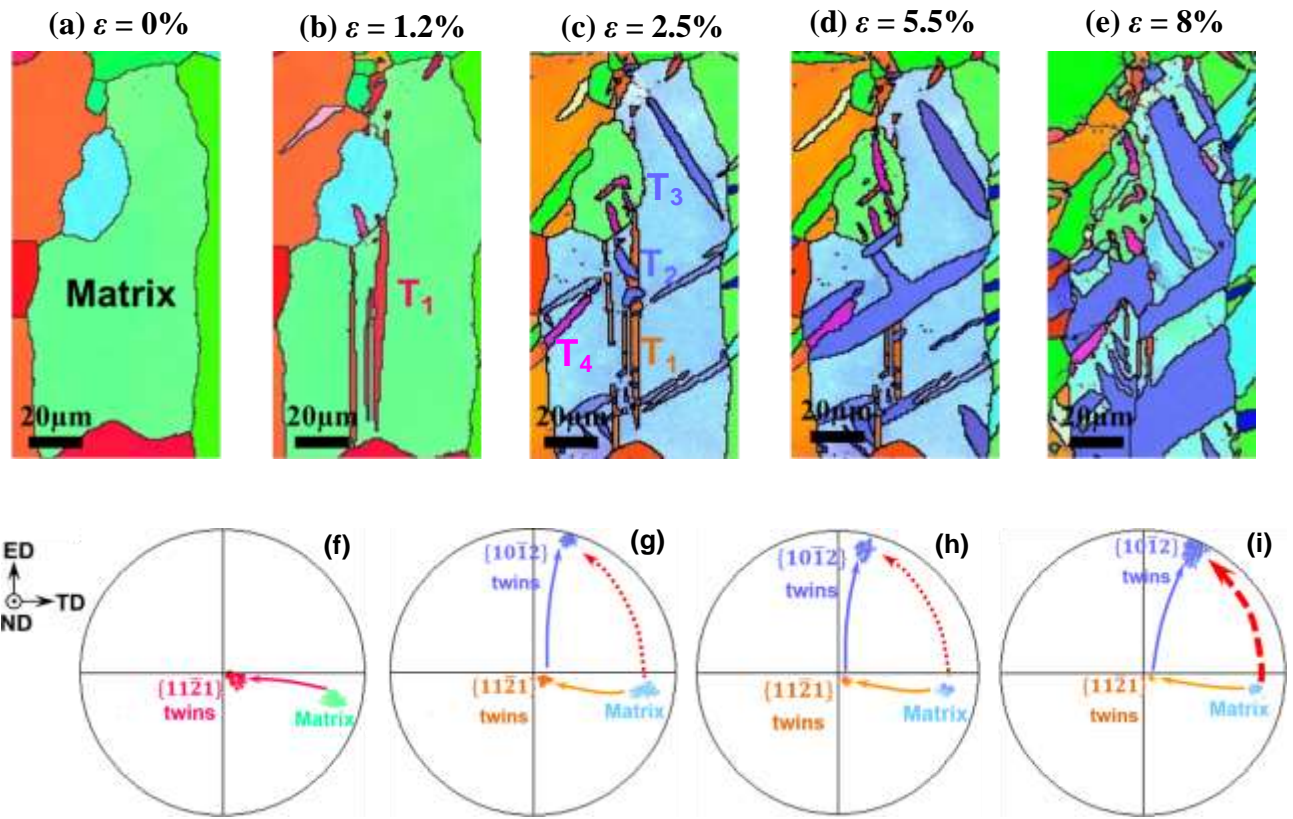 (a) ε = 0%
(b) ε = 1.2%
(c) ε = 2.5%
(d) ε = 5.5%
(e) ε = 8%
Matrix
T₁
T₃
T₂
T₄
T₁
20μm
20μm
20μm
20μm
20μm
ED
TD
ND
(f)
{112̄1}
twins
Matrix
(g)
{101̄2}
twins
{112̄1}
twins
Matrix
(h)
{101̄2}
twins
{112̄1}
twins
Matrix
(i)
{101̄2}
twins
{112̄1}
twins
Matrix